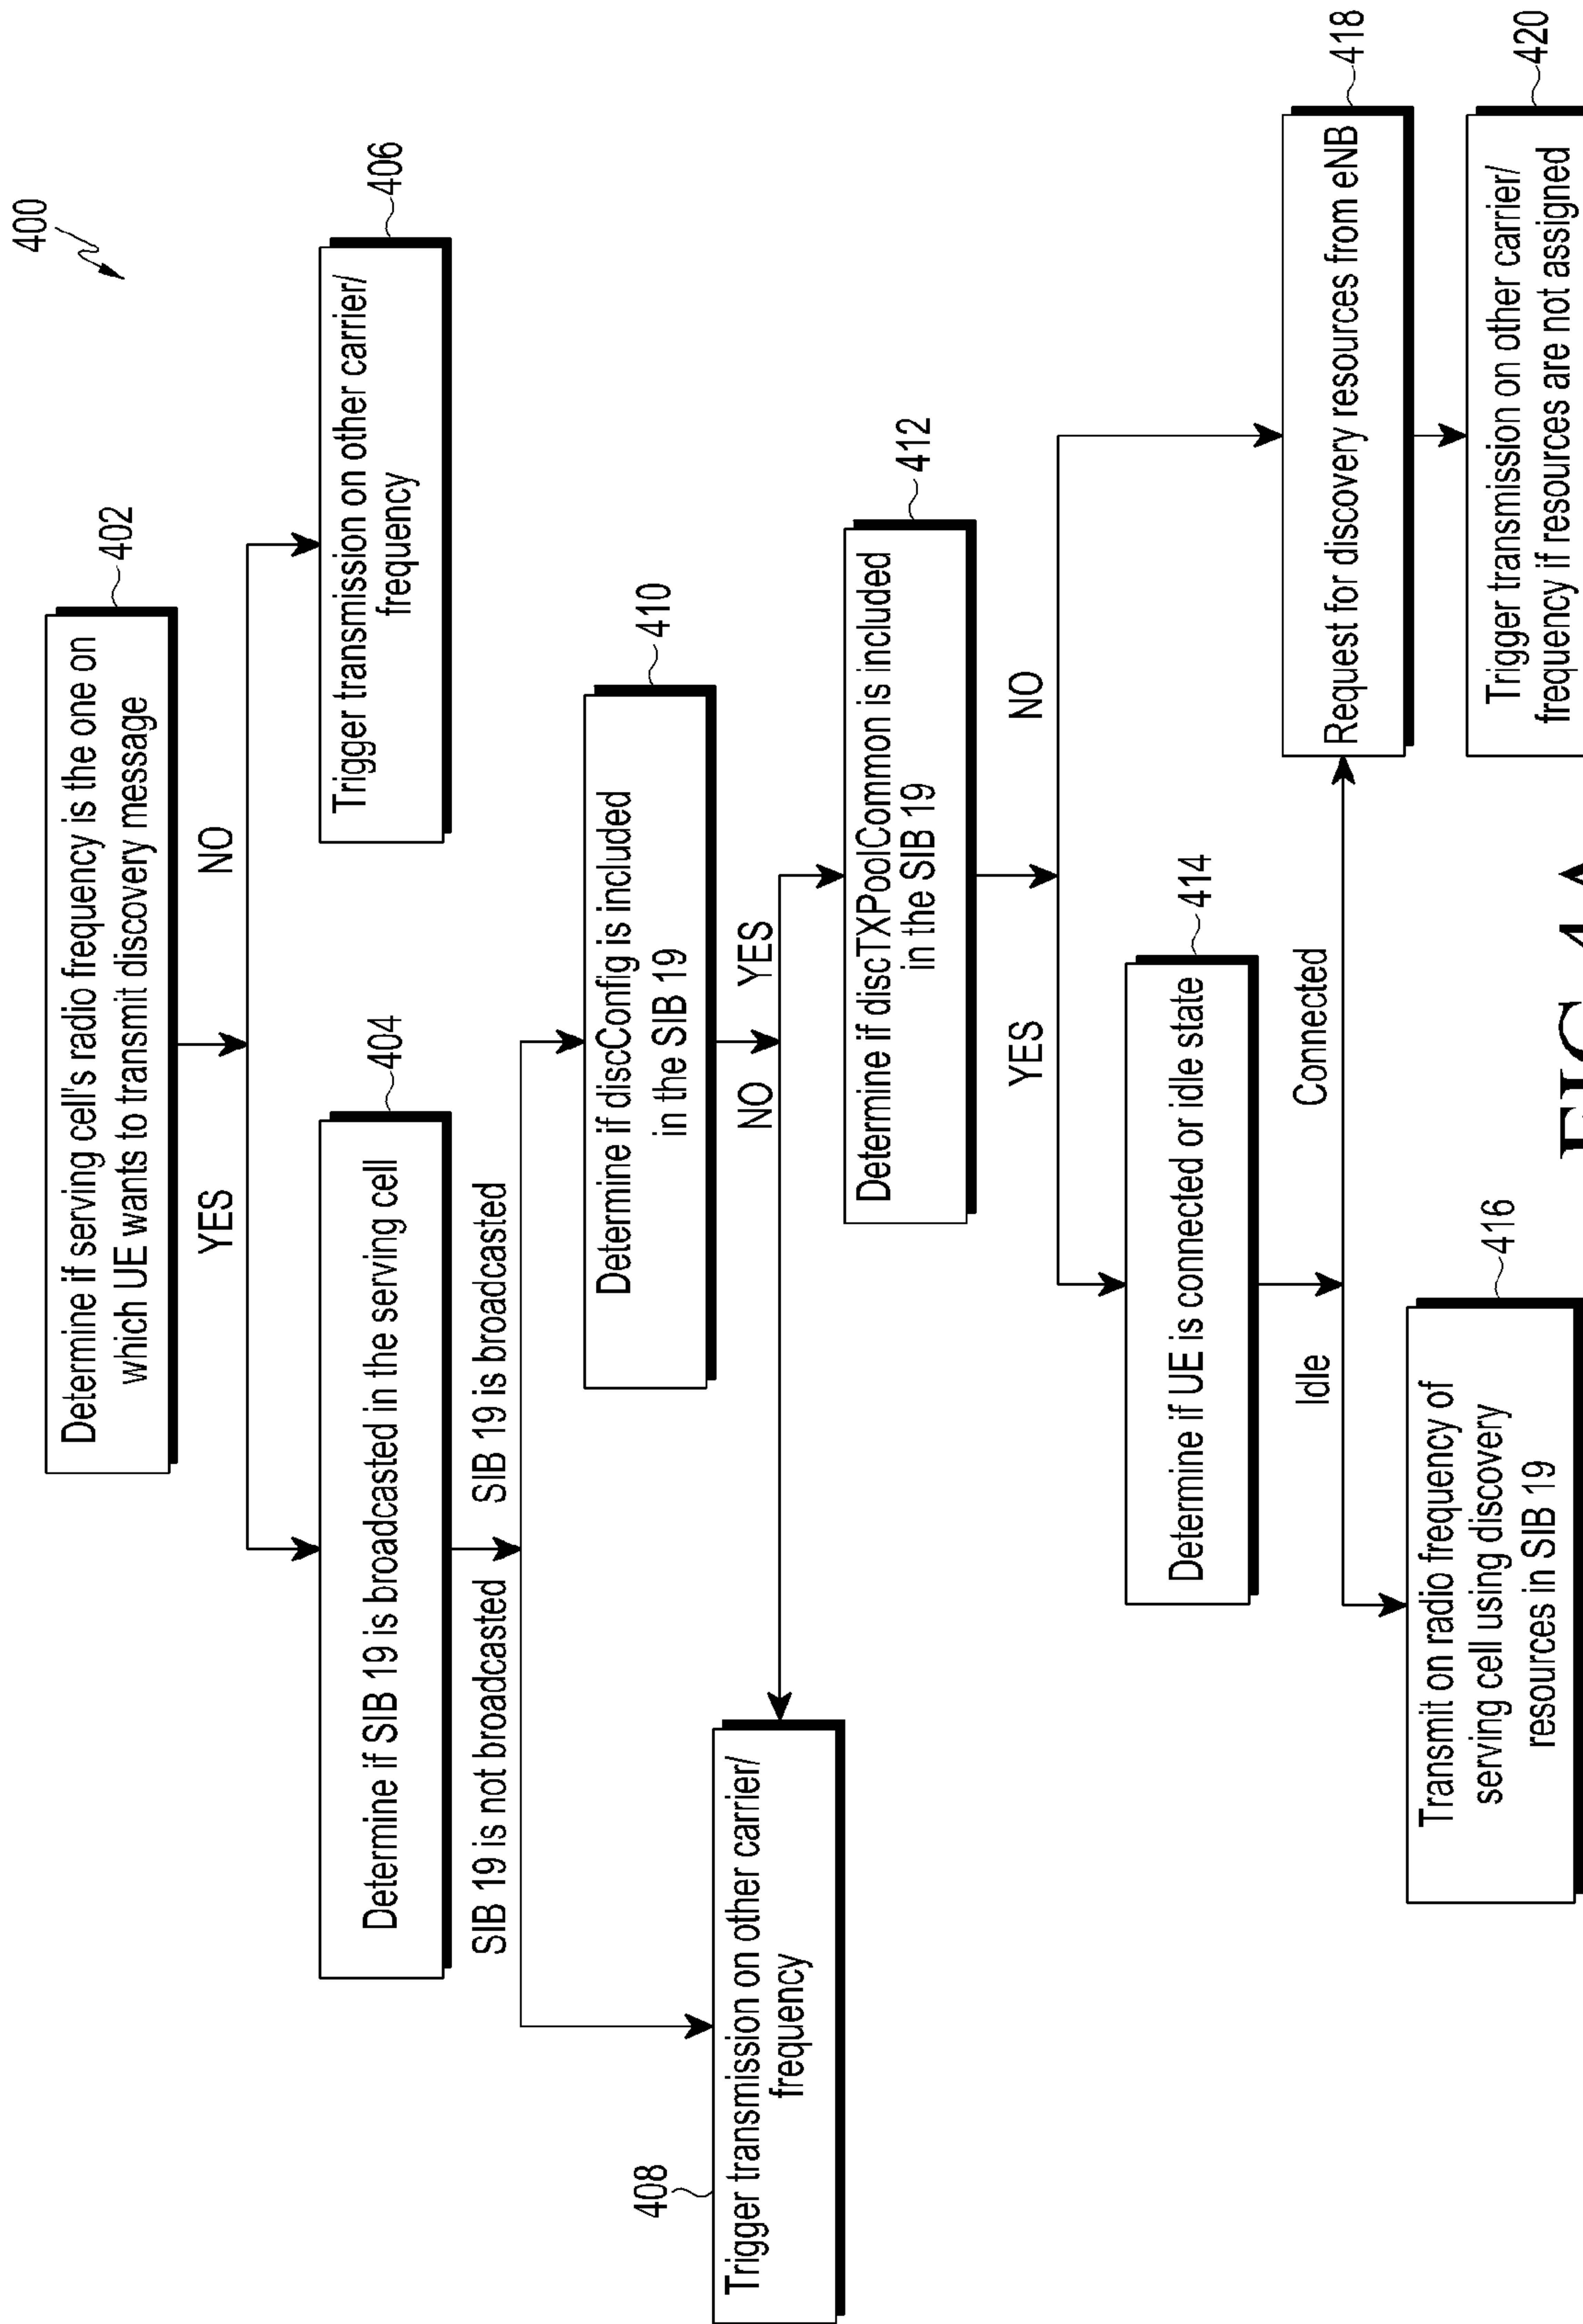 400
Determine if serving cell's radio frequency is the one on
which UE wants to transmit discovery message
402
YES
NO
Determine if SIB 19 is broadcasted in the serving cell
404
Trigger transmission on other carrier/
frequency
406
SIB 19 is not broadcasted
SIB 19 is broadcasted
408
Trigger transmission on other carrier/
frequency
Determine if discConfig is included
in the SIB 19
410
NO
YES
Determine if discTXPoolCommon is included
in the SIB 19
412
YES
NO
Determine if UE is connected or idle state
414
Idle
Connected
Transmit on radio frequency of
serving cell using discovery
resources in SIB 19
416
Request for discovery resources from eNB
418
Trigger transmission on other carrier/
frequency if resources are not assigned
420